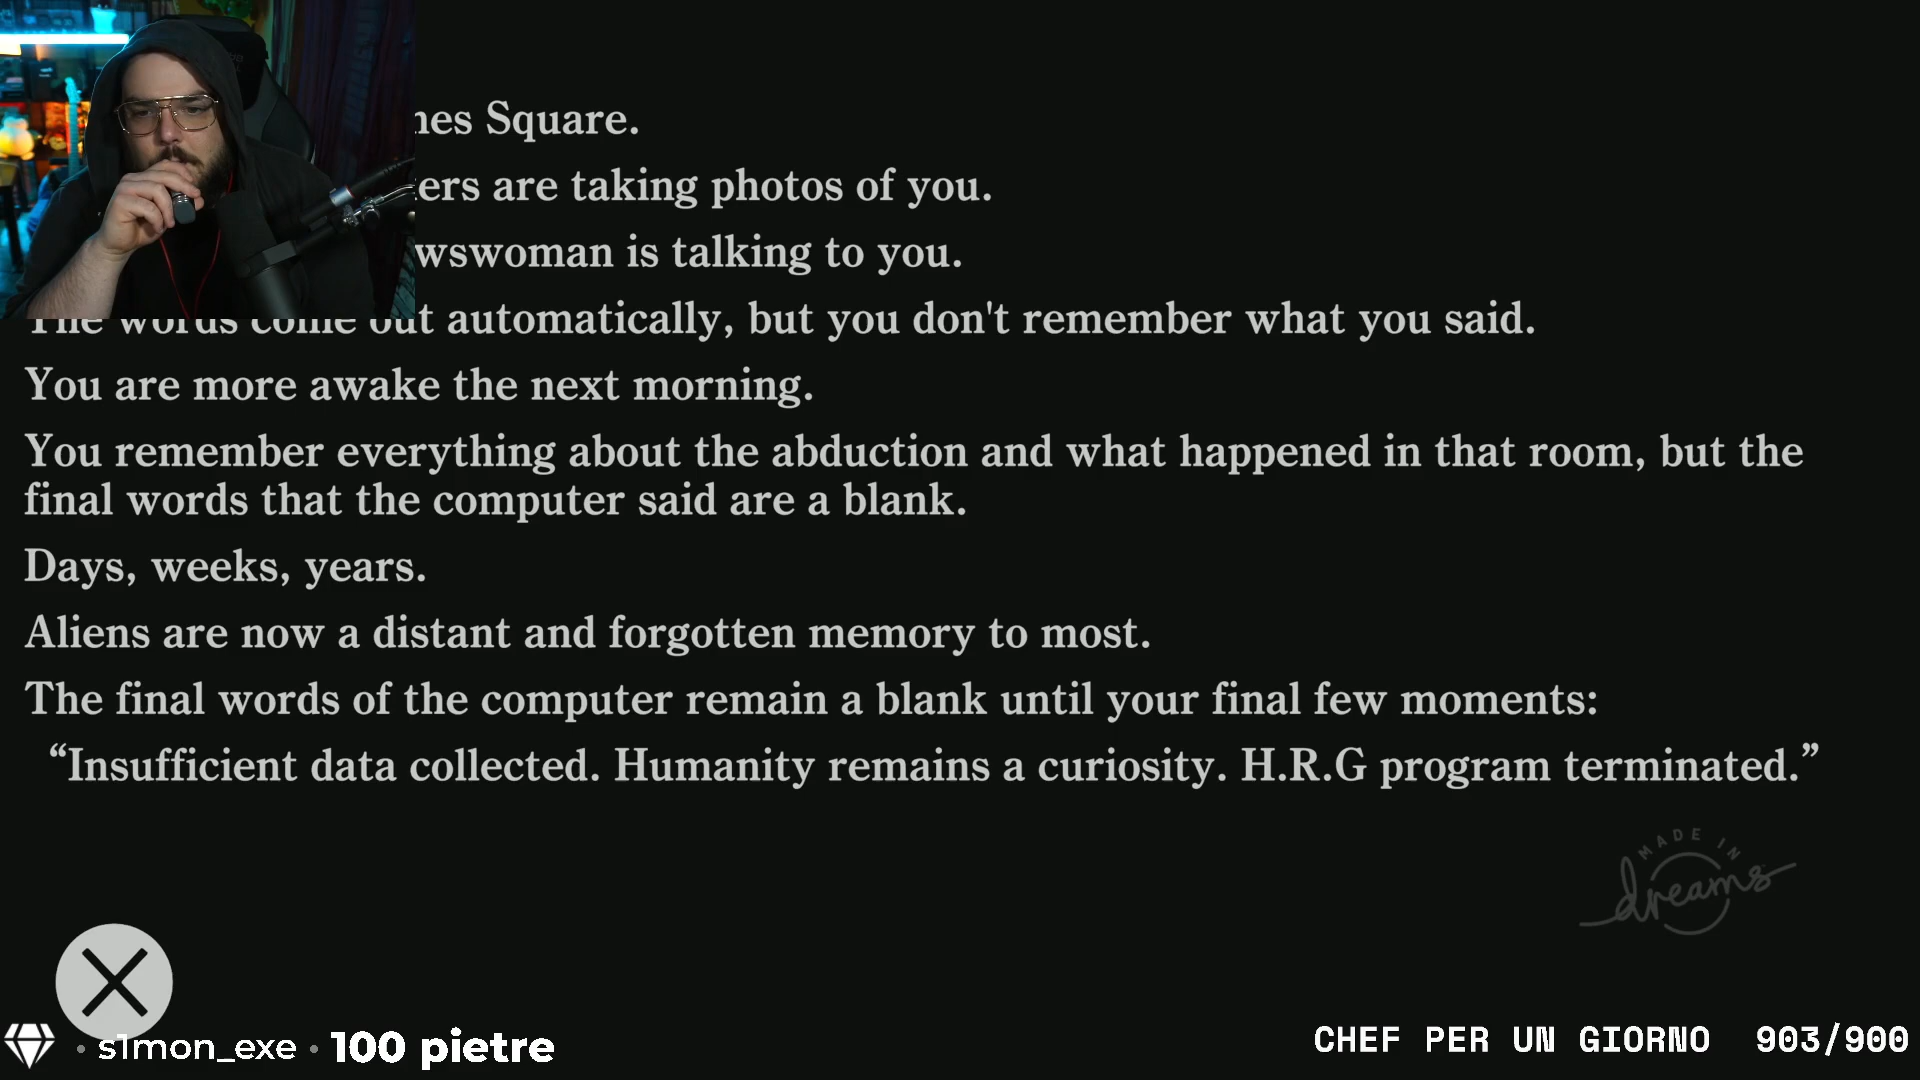 Square.
are taking photos of you.
is talking to you.
The words come out automatically, but you don't remember what you said.
You are more awake the next morning.
You remember everything about the abduction and what happened in that room, but the
final words that the computer said are a blank.
Days, weeks, years.
Aliens are now a distant and forgotten memory to most.
The final words of the computer remain a blank until your final few moments:
“Insufficient data collected. Humanity remains a curiosity. H.R.G program terminated.”
MADE IN
dreams
• s1mon_exe • 100 pietre
CHEF PER UN GIORNO 903/900